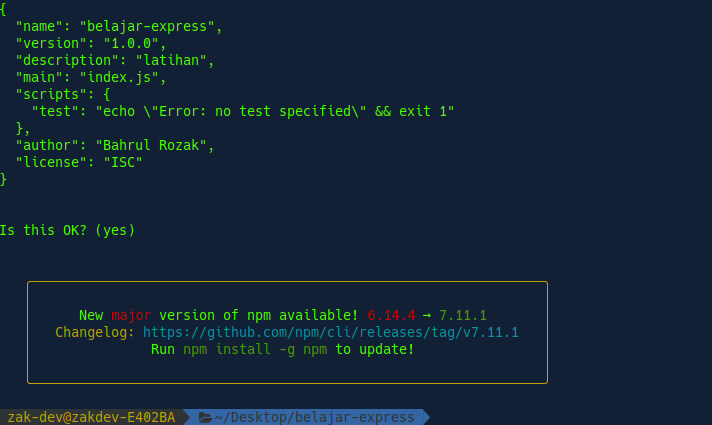 {
  "name": "belajar-express",
  "version": "1.0.0",
  "description": "latihan",
  "main": "index.js",
  "scripts": {
    "test": "echo \"Error: no test specified\" && exit 1"
  },
  "author": "Bahrul Rozak",
  "license": "ISC"
}
Is this OK? (yes)
New major version of npm available! 6.14.4 → 7.11.1
Changelog: https://github.com/npm/cli/releases/tag/v7.11.1
Run npm install -g npm to update!
zak-dev@zakdev-E402BA ~/Desktop/belajar-express